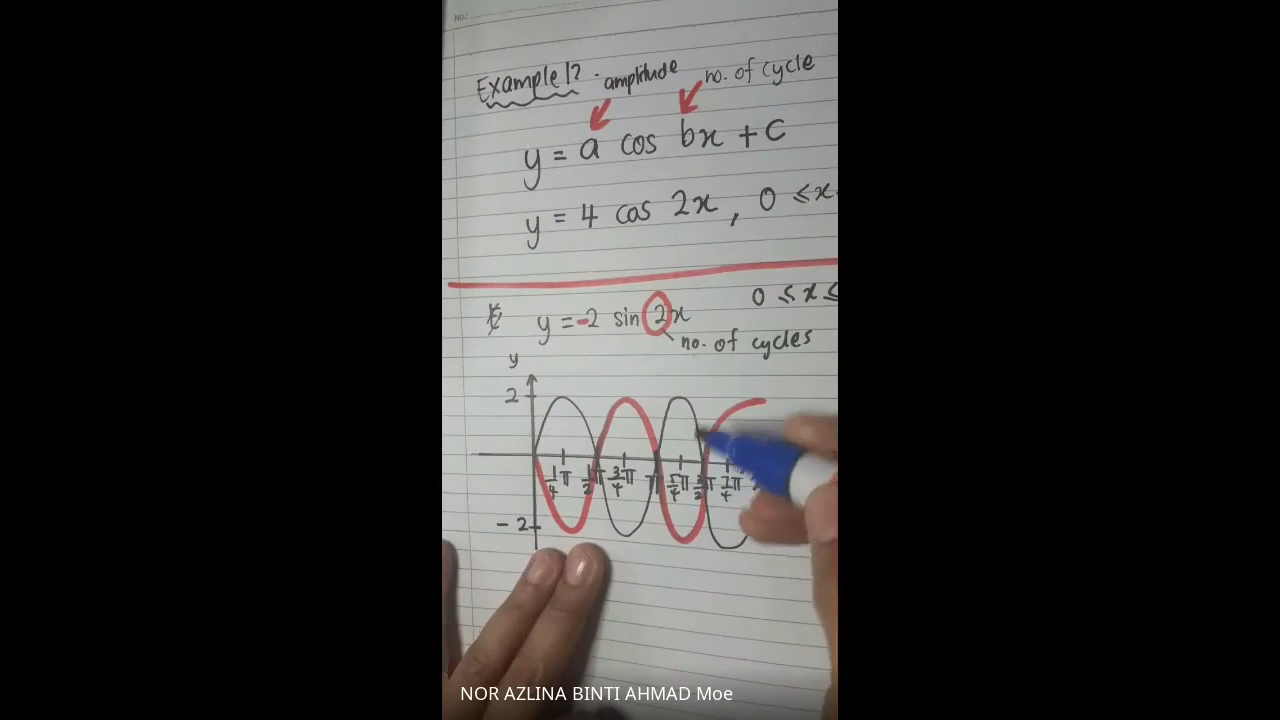 No.:
Example 12 . amplitude no. of cycle
y = a cos bx + c
y = 4 cos 2x , 0 ≤ x
y = -2 sin 2x 0 ≤ x ≤
no. of cycles
y
2
1/4 π 1/2 π 3/4 π π 5/4 π 3/2 π 7/4 π
-2
NOR AZLINA BINTI AHMAD Moe